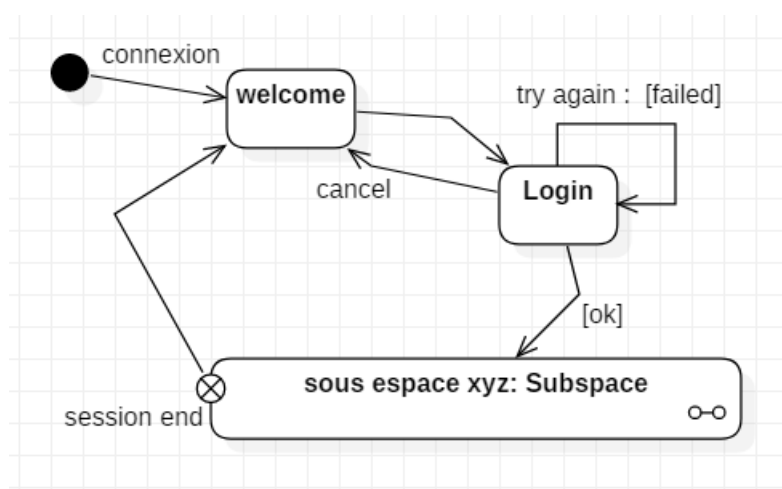 connexion
welcome
try again :  [failed]
cancel
Login
[ok]
sous espace xyz: Subspace
session end